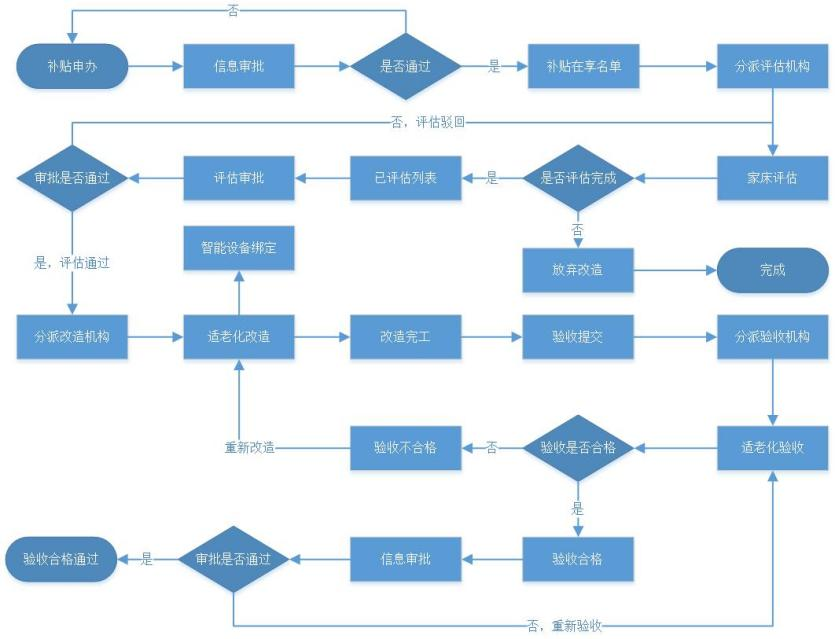 否
补贴申办
信息审批
是否通过
是
补贴在享名单
分派评估机构
否，评估驳回
审批是否通过
评估审批
已评估列表
是
是否评估完成
家床评估
否
智能设备绑定
是，评估通过
放弃改造
完成
分派改造机构
适老化改造
改造完工
验收提交
分派验收机构
重新改造
验收不合格
否
验收是否合格
适老化验收
是
验收合格通过
是
审批是否通过
信息审批
验收合格
否，重新验收